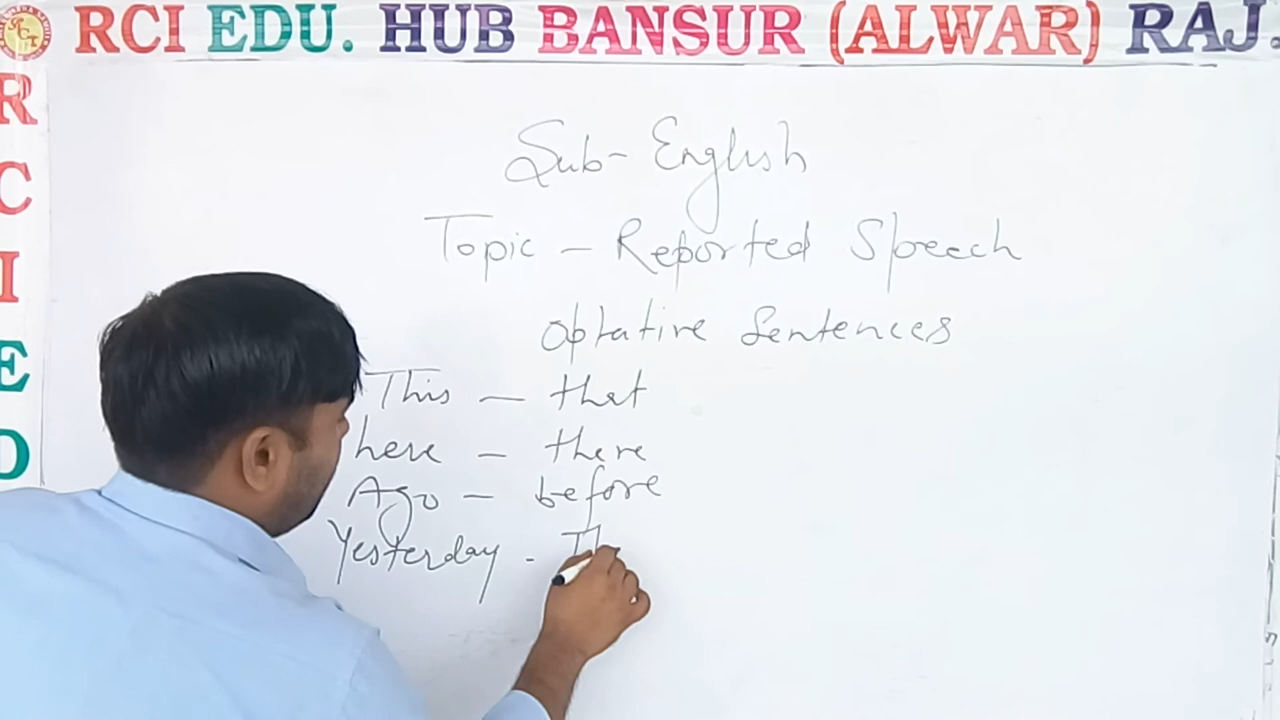 RCI EDU. HUB BANSUR (ALWAR) RAJ.
R
C
I
E
D
Sub- English
Topic - Reported Speech
Optative Sentences
This - that
here - there
Ago - before
Yesterday - Th